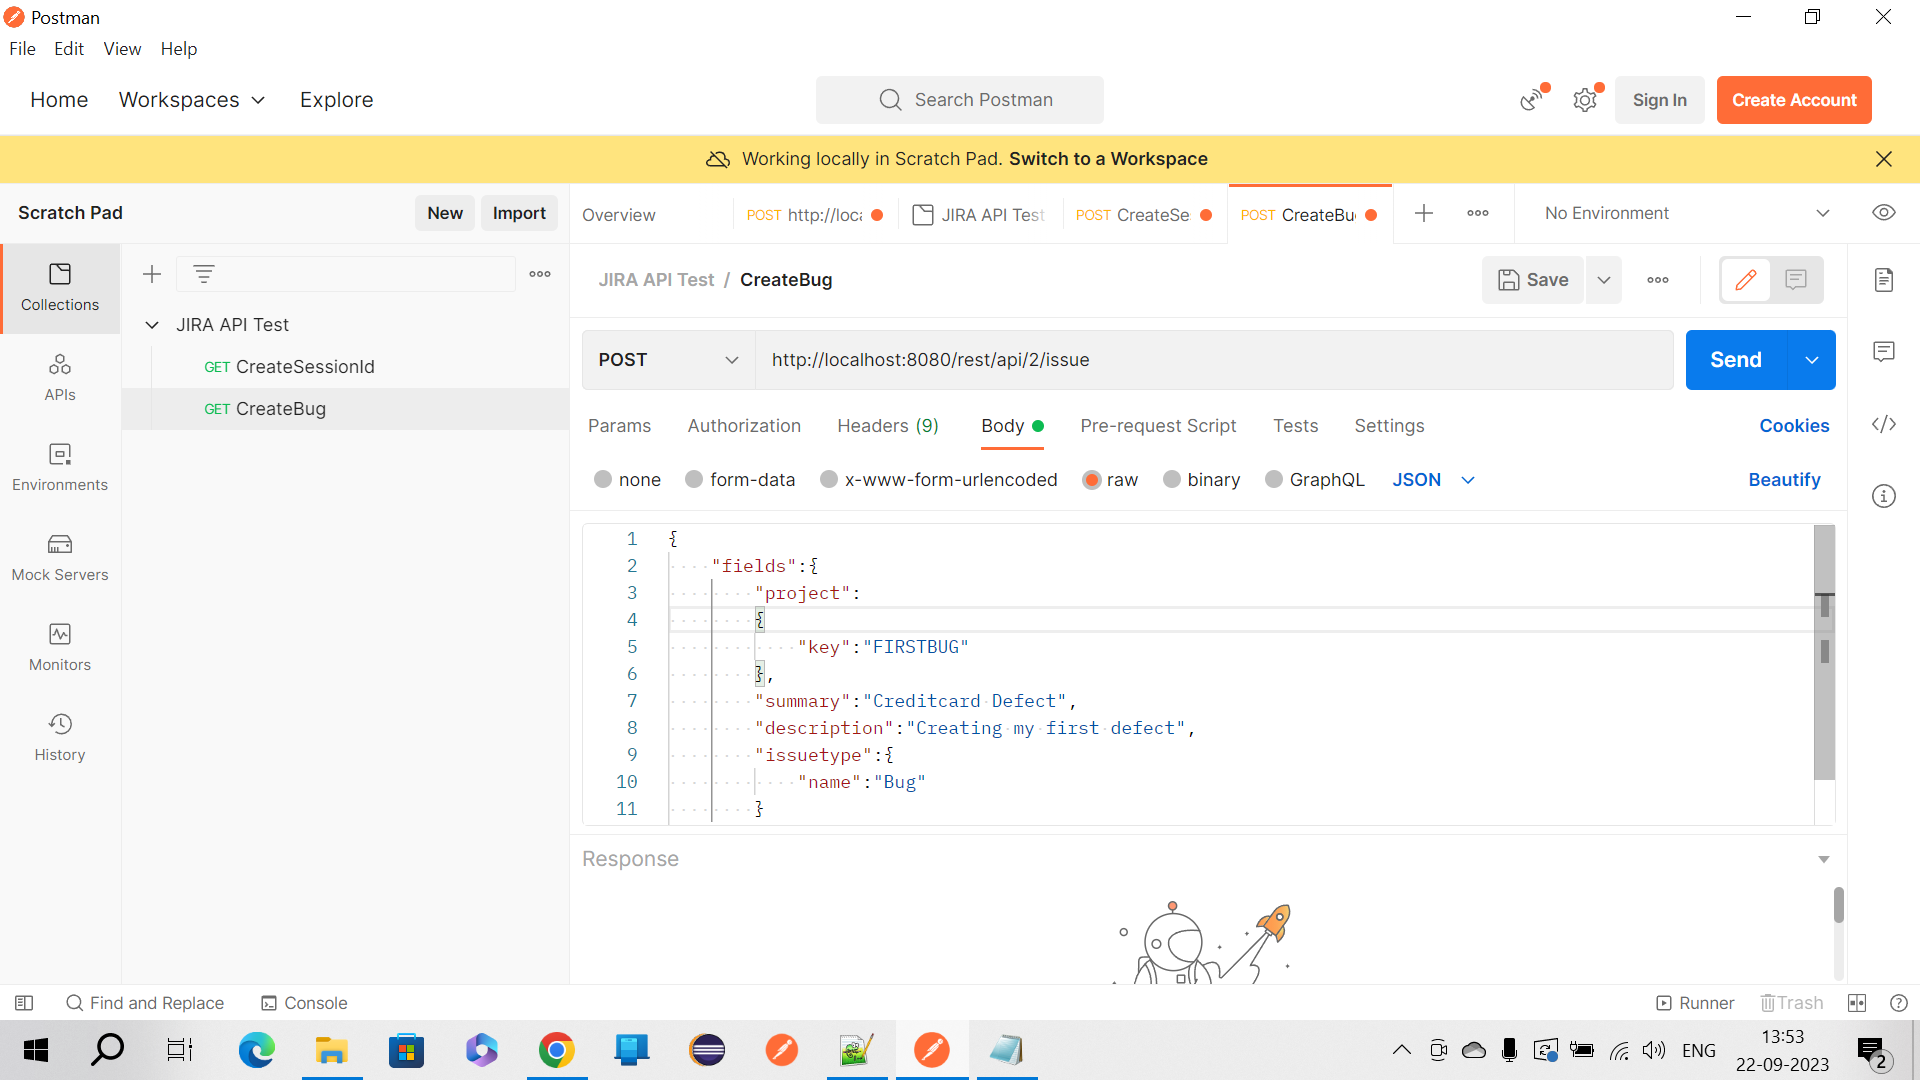 Postman
File Edit View Help
Home Workspaces Explore Search Postman Sign In Create Account
Working locally in Scratch Pad. Switch to a Workspace
Scratch Pad New Import Overview POST http://loca JIRA API Test POST CreateSe POST CreateBu No Environment
Collections
APIs
Environments
Mock Servers
Monitors
History
JIRA API Test
GET CreateSessionId
GET CreateBug
JIRA API Test / CreateBug Save
POST http://localhost:8080/rest/api/2/issue Send
Params Authorization Headers (9) Body Pre-request Script Tests Settings Cookies
none form-data x-www-form-urlencoded raw binary GraphQL JSON Beautify
1 {
2 "fields":{
3 "project":
4 {
5 "key":"FIRSTBUG"
6 },
7 "summary":"Creditcard Defect",
8 "description":"Creating my first defect",
9 "issuetype":{
10 "name":"Bug"
11 }
Response
Find and Replace Console Runner Trash
ENG
13:53
22-09-2023
2